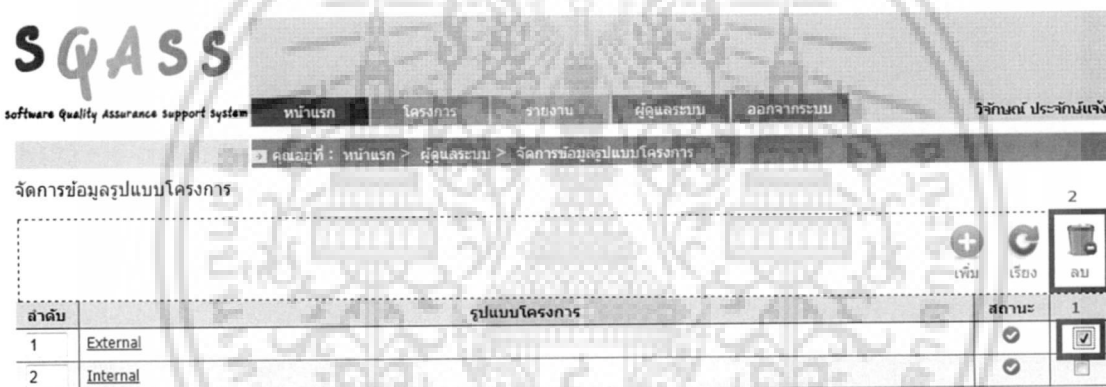 SQASS
Software Quality Assurance Support System
หน้าแรก โครงการ รายงาน ผู้ดูแลระบบ ออกจากระบบ วิจักษณ์ ประจักษ์แจ้ง
คุณอยู่ที่ : หน้าแรก > ผู้ดูแลระบบ > จัดการข้อมูลรูปแบบโครงการ
จัดการข้อมูลรูปแบบโครงการ
2
เพิ่ม เรียง ลบ
ลำดับ รูปแบบโครงการ สถานะ 1
1 External
2 Internal